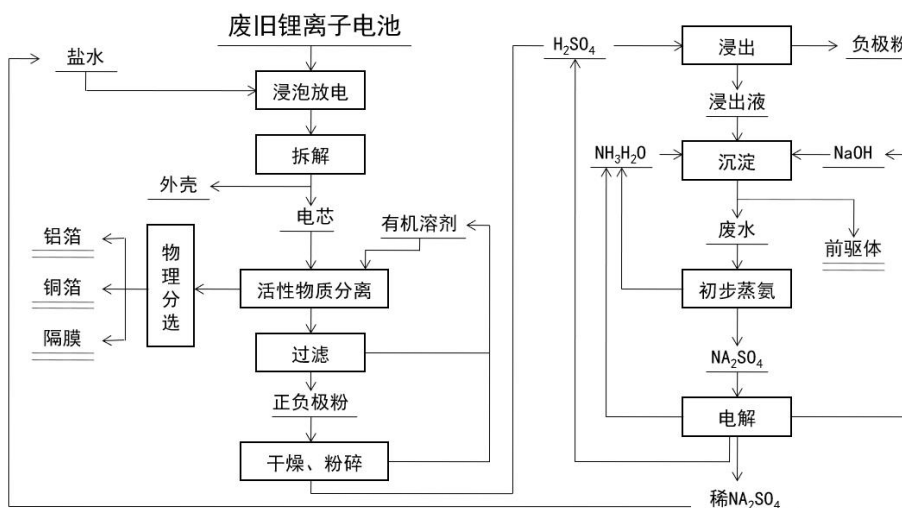 废旧锂离子电池
盐水
浸泡放电
拆解
外壳
电芯
有机溶剂
铝箔
铜箔
隔膜
物理分选
活性物质分离
过滤
正负极粉
干燥、粉碎
H₂SO₄
浸出
负极粉
浸出液
NH₃H₂O
沉淀
NaOH
废水
前驱体
初步蒸氨
NA₂SO₄
电解
稀NA₂SO₄